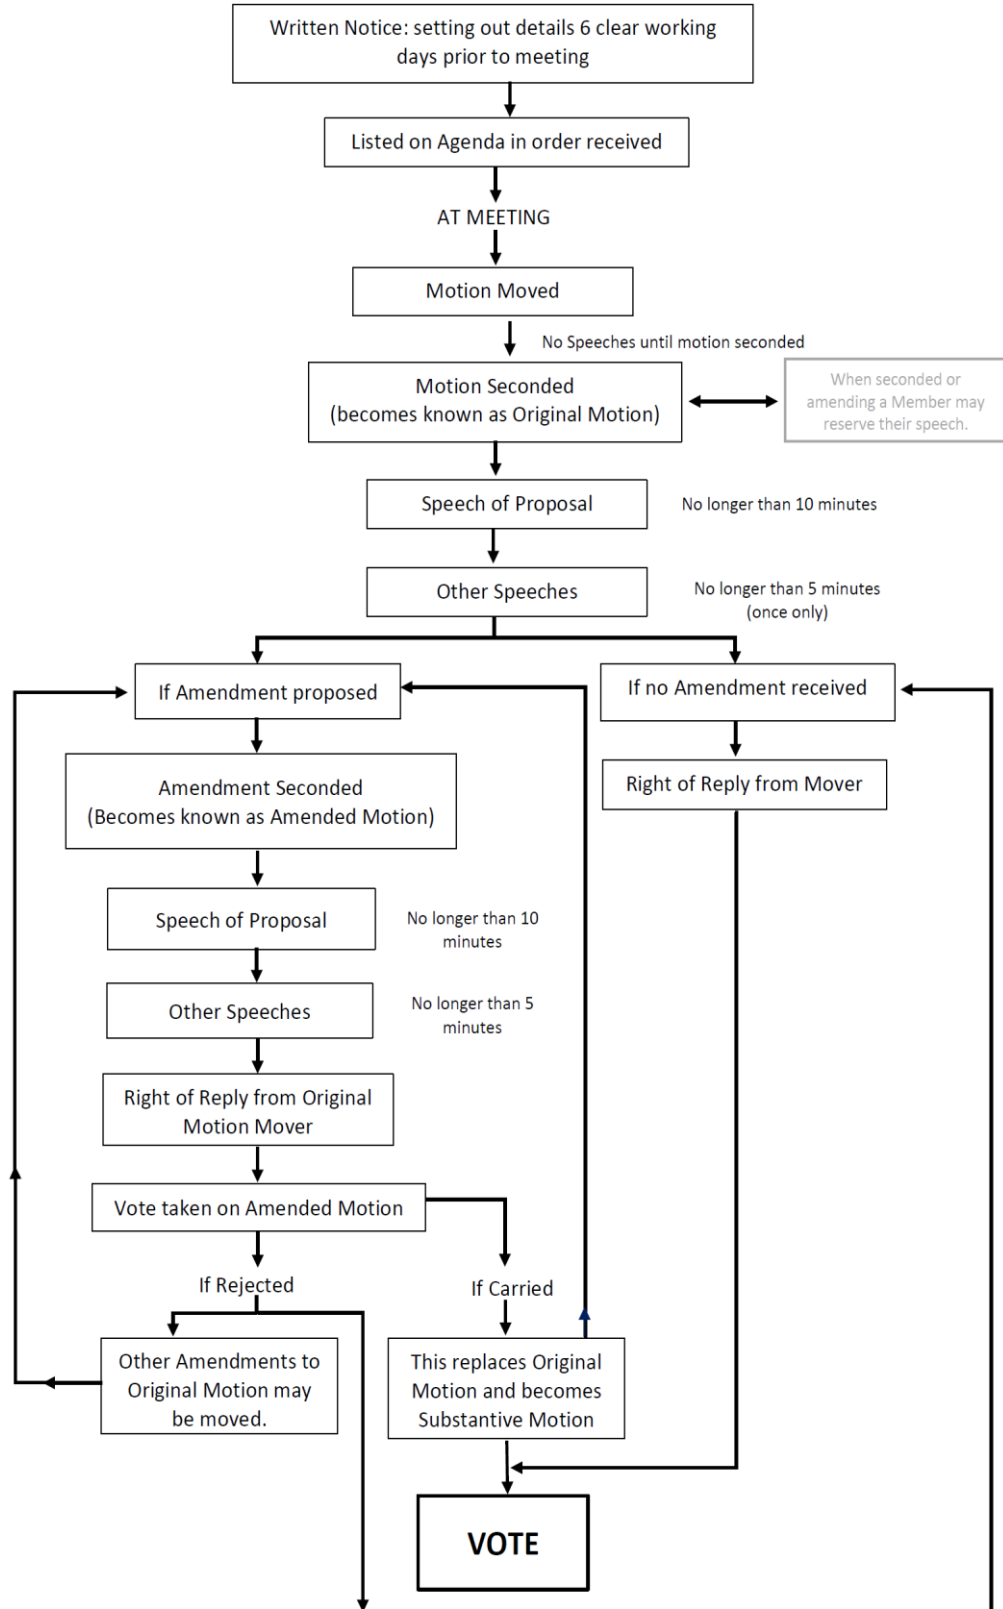 Written Notice: setting out details 6 clear working
days prior to meeting
Listed on Agenda in order received
AT MEETING
Motion Moved
No Speeches until motion seconded
Motion Seconded
(becomes known as Original Motion)
When seconded or
amending a Member may
reserve their speech.
Speech of Proposal
No longer than 10 minutes
Other Speeches
No longer than 5 minutes
(once only)
If Amendment proposed
If no Amendment received
Amendment Seconded
(Becomes known as Amended Motion)
Right of Reply from Mover
Speech of Proposal
No longer than 10
minutes
Other Speeches
No longer than 5
minutes
Right of Reply from Original
Motion Mover
Vote taken on Amended Motion
If Rejected
If Carried
Other Amendments to
Original Motion may
be moved.
This replaces Original
Motion and becomes
Substantive Motion
VOTE